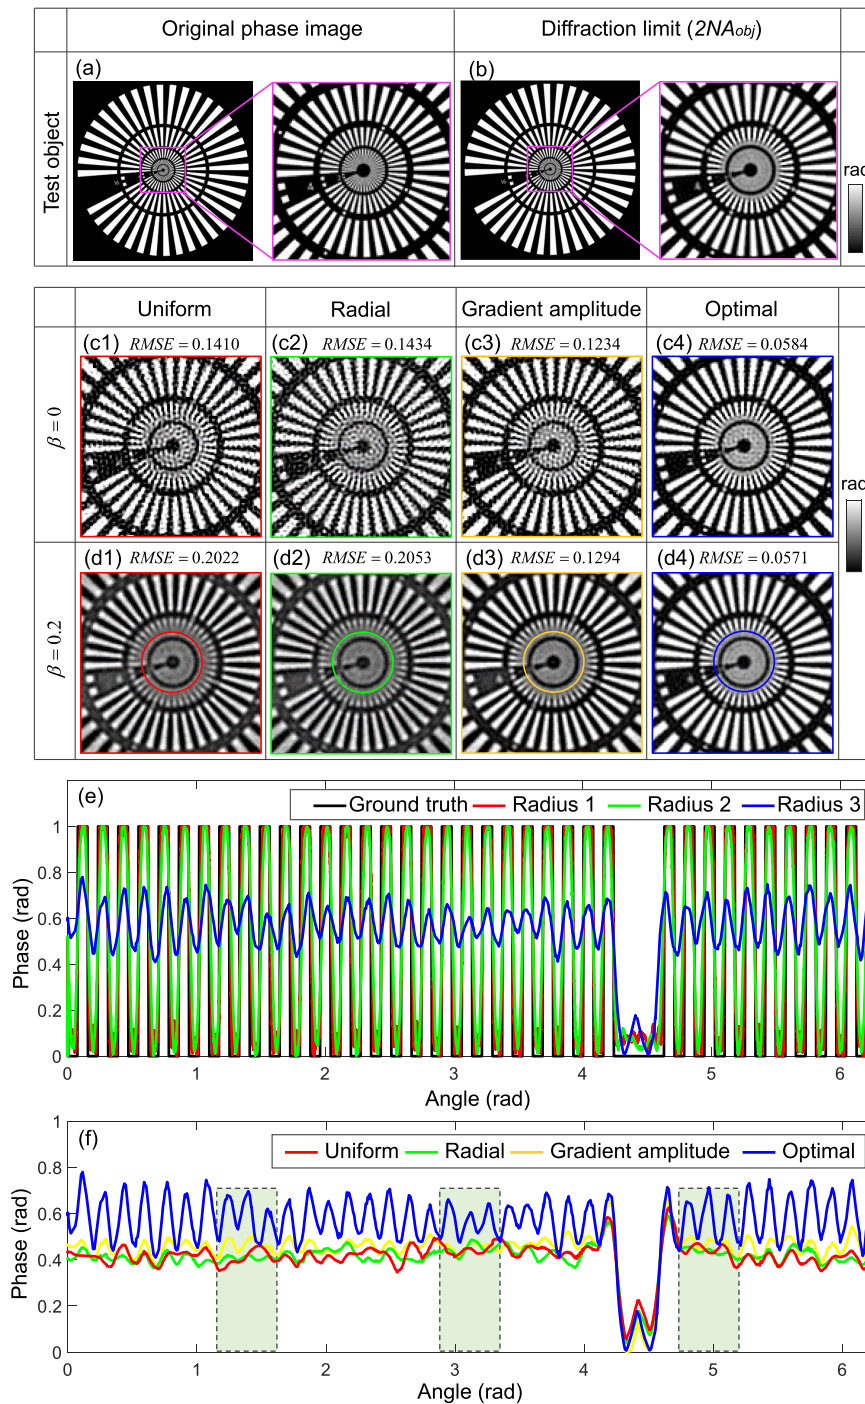 Original phase image
Diffraction limit (2NAobj)
Test object
(a)
(b)
rad
Uniform
Radial
Gradient amplitude
Optimal
β = 0
(c1) RMSE = 0.1410
(c2) RMSE = 0.1434
(c3) RMSE = 0.1234
(c4) RMSE = 0.0584
rad
β = 0.2
(d1) RMSE = 0.2022
(d2) RMSE = 0.2053
(d3) RMSE = 0.1294
(d4) RMSE = 0.0571
(e)
Ground truth Radius 1 Radius 2 Radius 3
Phase (rad)
1
0.8
0.6
0.4
0.2
0
0 1 2 3 4 5 6
Angle (rad)
(f)
Uniform Radial Gradient amplitude Optimal
Phase (rad)
1
0.8
0.6
0.4
0.2
0
0 1 2 3 4 5 6
Angle (rad)